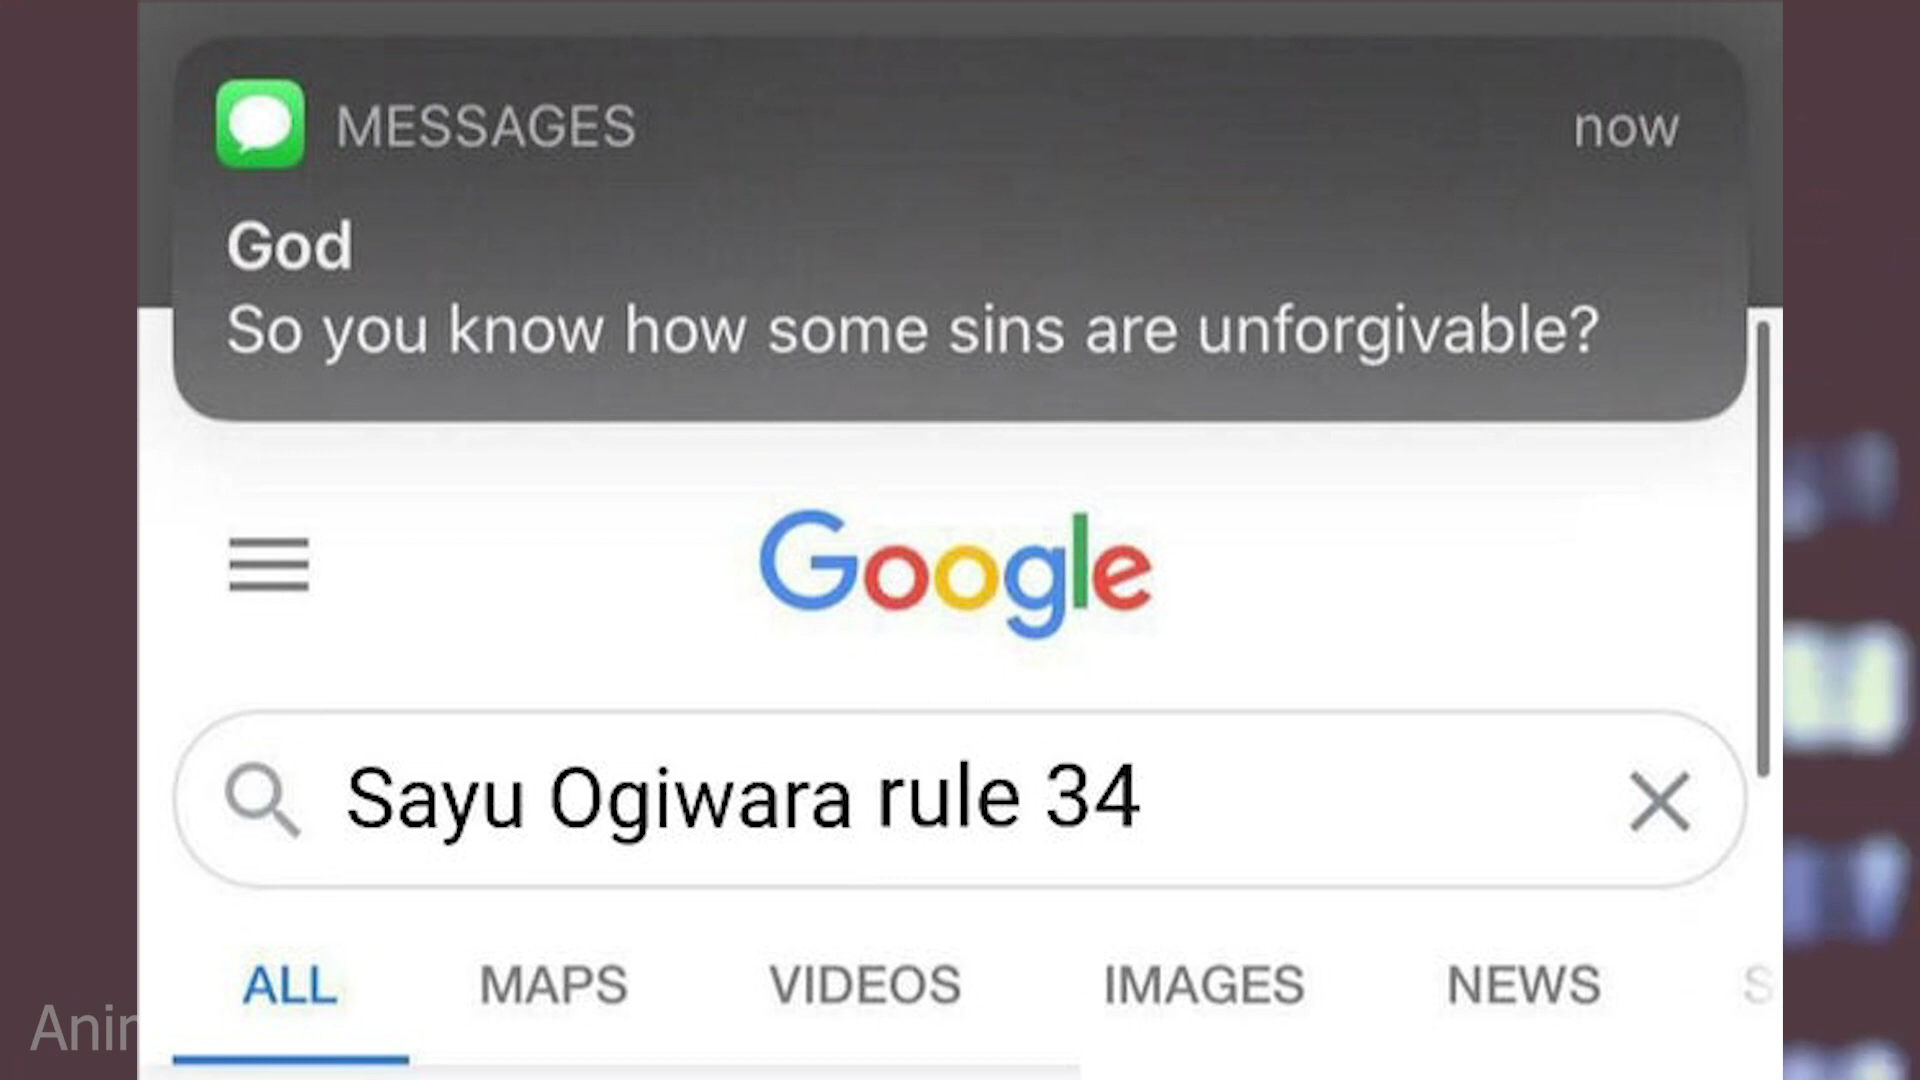 MESSAGES
now
God
So you know how some sins are unforgivable?
Google
Sayu Ogiwara rule 34
ALL MAPS VIDEOS IMAGES NEWS S
Anin